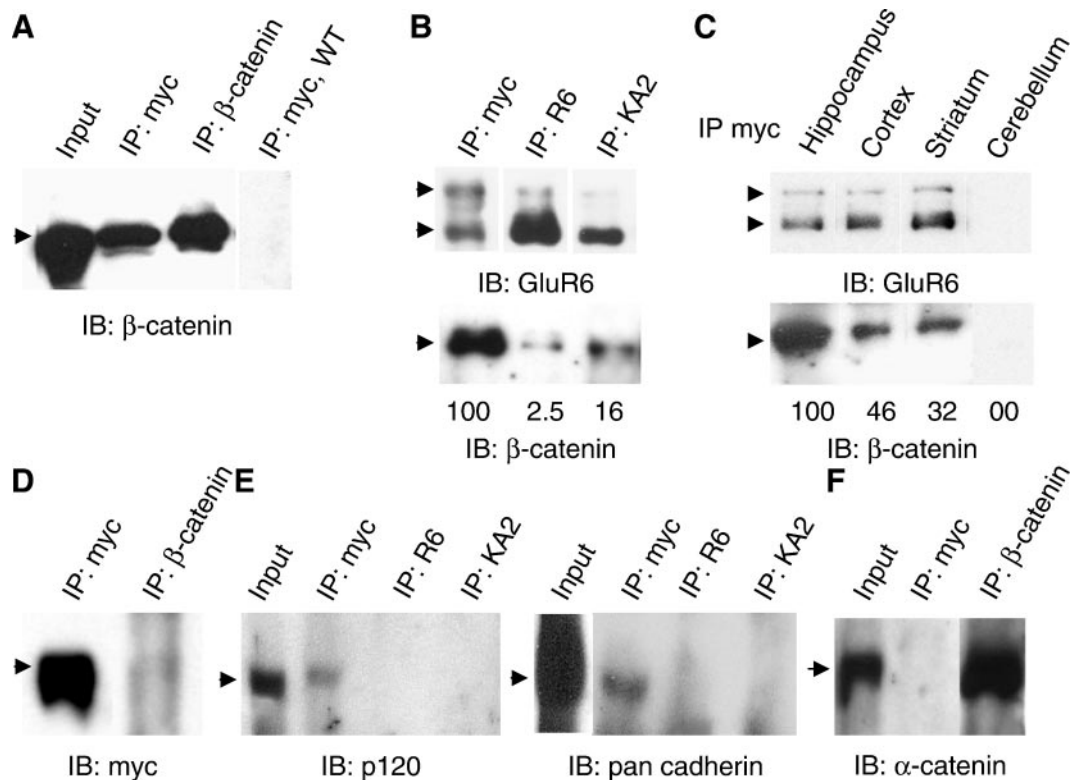 A
Input
IP: myc
IP: β-catenin
IP: myc, WT
IB: β-catenin
B
IP: myc
IP: R6
IP: KA2
IB: GluR6
100 2.5 16
IB: β-catenin
C
IP myc
Hippocampus
Cortex
Striatum
Cerebellum
IB: GluR6
100 46 32 00
IB: β-catenin
D
IP: myc
IP: β-catenin
IB: myc
E
Input
IP: myc
IP: R6
IP: KA2
IB: p120
Input
IP: myc
IP: R6
IP: KA2
IB: pan cadherin
F
Input
IP: myc
IP: β-catenin
IB: α-catenin